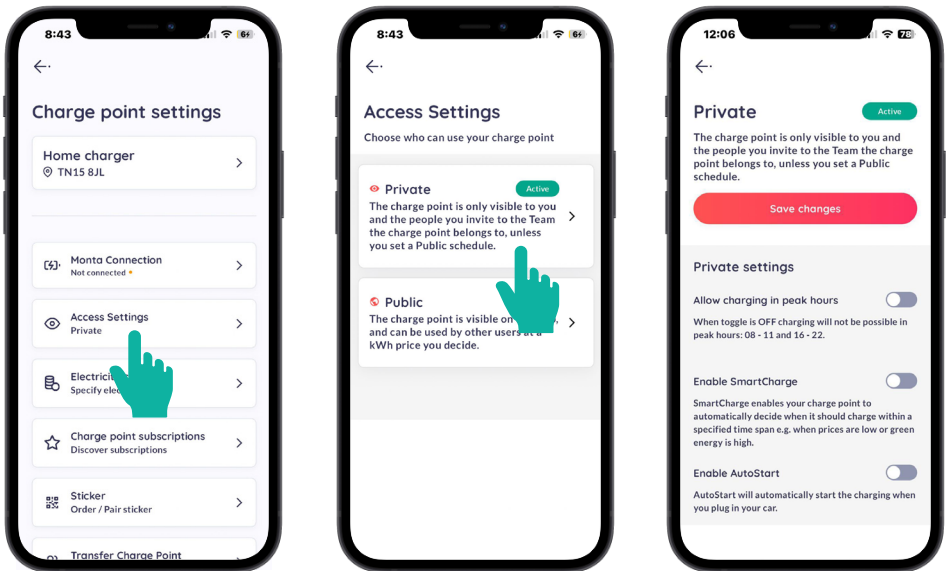 8:43
Charge point settings
Home charger
TN15 8JL
Monta Connection
Not connected
Access Settings
Private
Specify
Charge point subscriptions
Discover subscriptions
Sticker
Order / Pair sticker
Transfer Charge Point
8:43
Access Settings
Choose who can use your charge point
Private
Active
The charge point is only visible to you
and the people you invite to the Team
the charge point belongs to, unless
you set a Public schedule.
Public
The charge point is visible on
and can be used by other users at a
kWh price you decide.
12:06
78
Private
Active
The charge point is only visible to you and
the people you invite to the Team the charge
point belongs to, unless you set a Public
schedule.
Save changes
Private settings
Allow charging in peak hours
When toggle is OFF charging will not be possible in
peak hours: 08 - 11 and 16 - 22.
Enable SmartCharge
SmartCharge enables your charge point to
automatically decide when it should charge within a
specified time span e.g. when prices are low or green
energy is high.
Enable AutoStart
AutoStart will automatically start the charging when
you plug in your car.